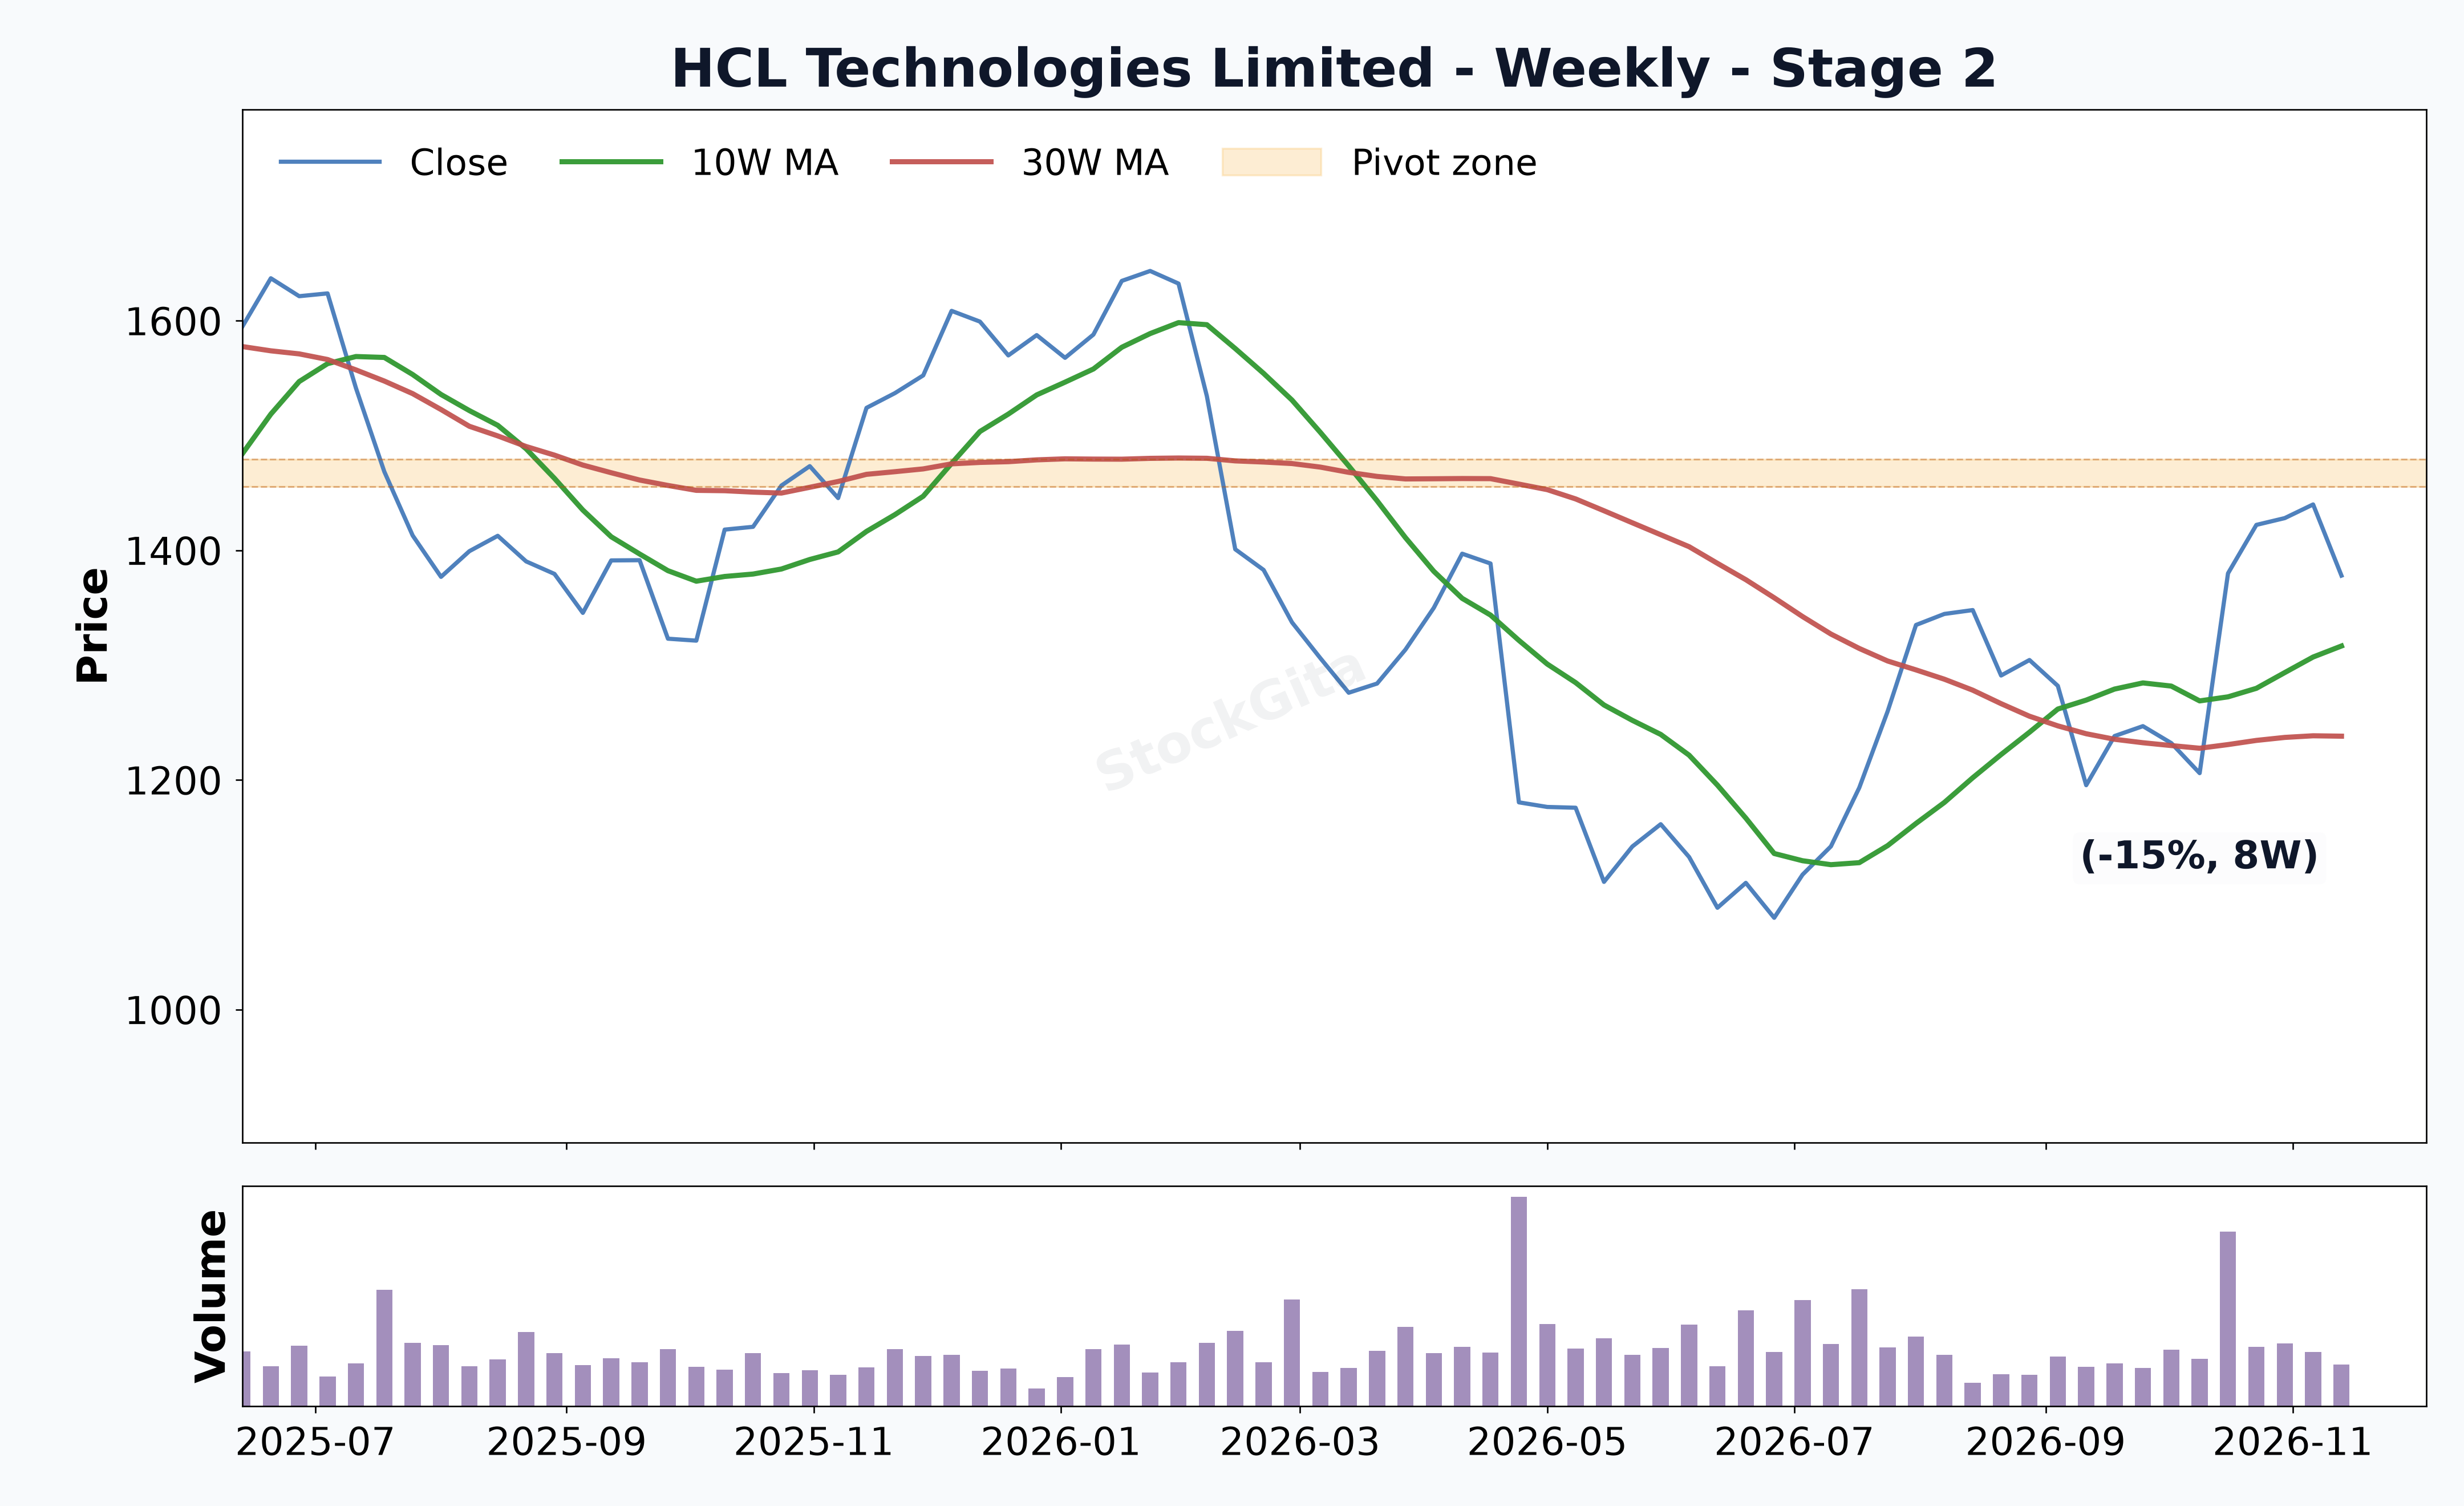 HCL Technologies Limited - Weekly - Stage 2
Close 10W MA 30W MA Pivot zone
1600
1400
1200
1000
Price
StockGita
(-15%, 8W)
Volume
2025-07 2025-09 2025-11 2026-01 2026-03 2026-05 2026-07 2026-09 2026-11